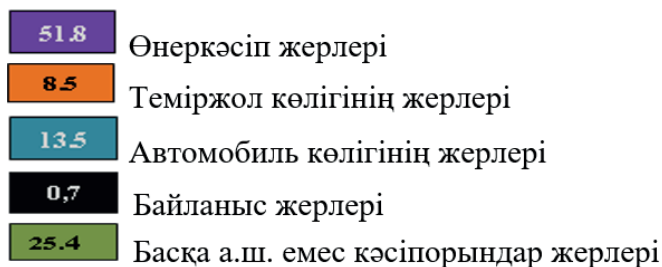 51.8 Өнеркәсіп жерлері
8.5 Теміржол көлігінің жерлері
13.5 Автомобиль көлігінің жерлері
0,7 Байланыс жерлері
25.4 Басқа а.ш. емес кәсіпорындар жерлері